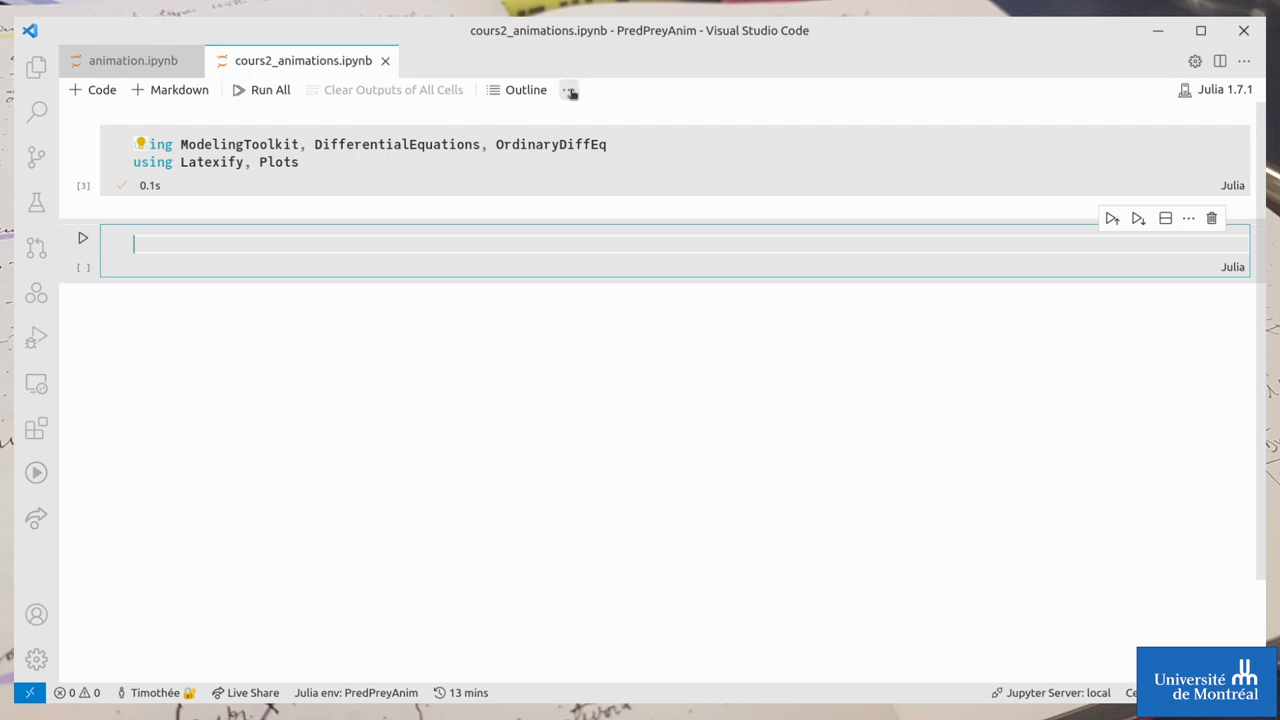 cours2_animations.ipynb - PredPreyAnim - Visual Studio Code
animation.ipynb
cours2_animations.ipynb
Code
Markdown
Run All
Clear Outputs of All Cells
Outline
Julia 1.7.1
ing ModelingToolkit, DifferentialEquations, OrdinaryDiffEq
using Latexify, Plots
[3]
0.1s
Julia
[ ]
Julia
0
0
Timothée
Live Share
Julia env: PredPreyAnim
13 mins
Jupyter Server: local
Ce
Université
de Montréal